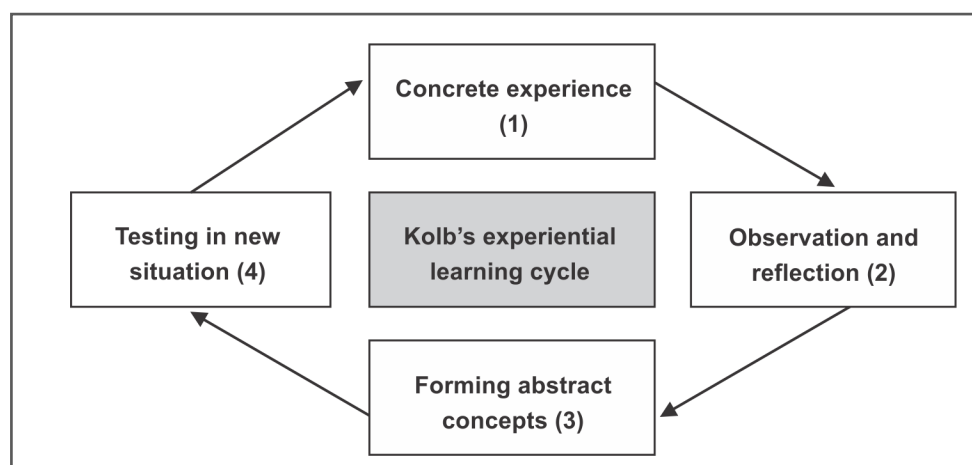 Concrete experience
(1)
Testing in new
situation (4)
Kolb’s experiential
learning cycle
Observation and
reflection (2)
Forming abstract
concepts (3)